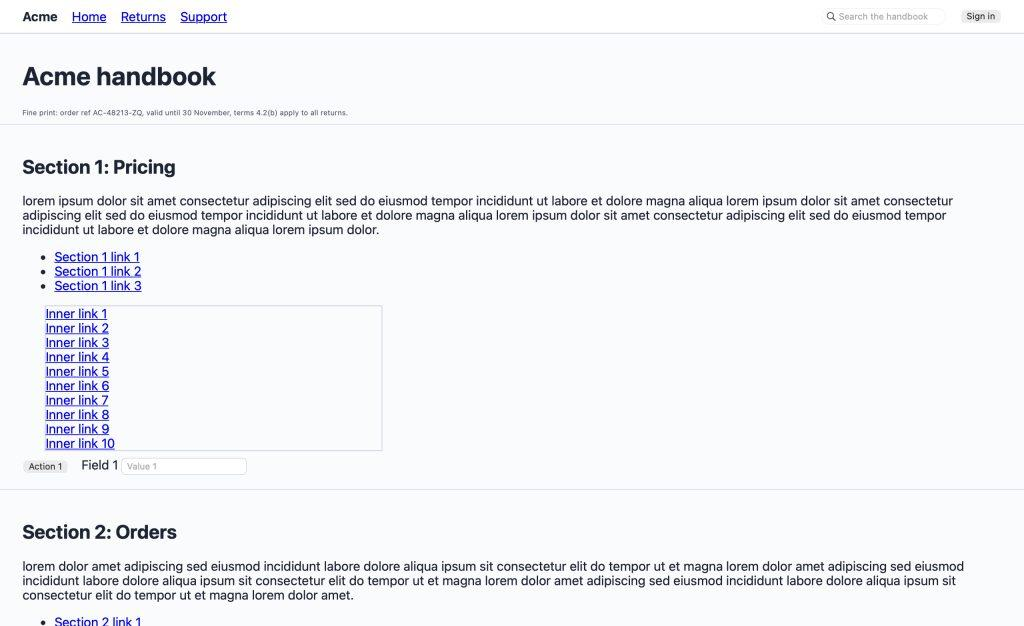 Acme Home Returns Support Search the handbook Sign in
Acme handbook
Fine print: order ref AC-48213-ZQ, valid until 30 November, terms 4.2(b) apply to all returns.
Section 1: Pricing
lorem ipsum dolor sit amet consectetur adipiscing elit sed do eiusmod tempor incididunt ut labore et dolore magna aliqua lorem ipsum dolor sit amet consectetur
adipiscing elit sed do eiusmod tempor incididunt ut labore et dolore magna aliqua lorem ipsum dolor sit amet consectetur adipiscing elit sed do eiusmod tempor
incididunt ut labore et dolore magna aliqua lorem ipsum dolor.
Section 1 link 1
Section 1 link 2
Section 1 link 3
Inner link 1
Inner link 2
Inner link 3
Inner link 4
Inner link 5
Inner link 6
Inner link 7
Inner link 8
Inner link 9
Inner link 10
Action 1 Field 1 Value 1
Section 2: Orders
lorem dolor amet adipiscing sed eiusmod incididunt labore dolore aliqua ipsum sit consectetur elit do tempor ut et magna lorem dolor amet adipiscing sed eiusmod
incididunt labore dolore aliqua ipsum sit consectetur elit do tempor ut et magna lorem dolor amet adipiscing sed eiusmod incididunt labore dolore aliqua ipsum sit
consectetur elit do tempor ut et magna lorem dolor amet.
Section 2 link 1